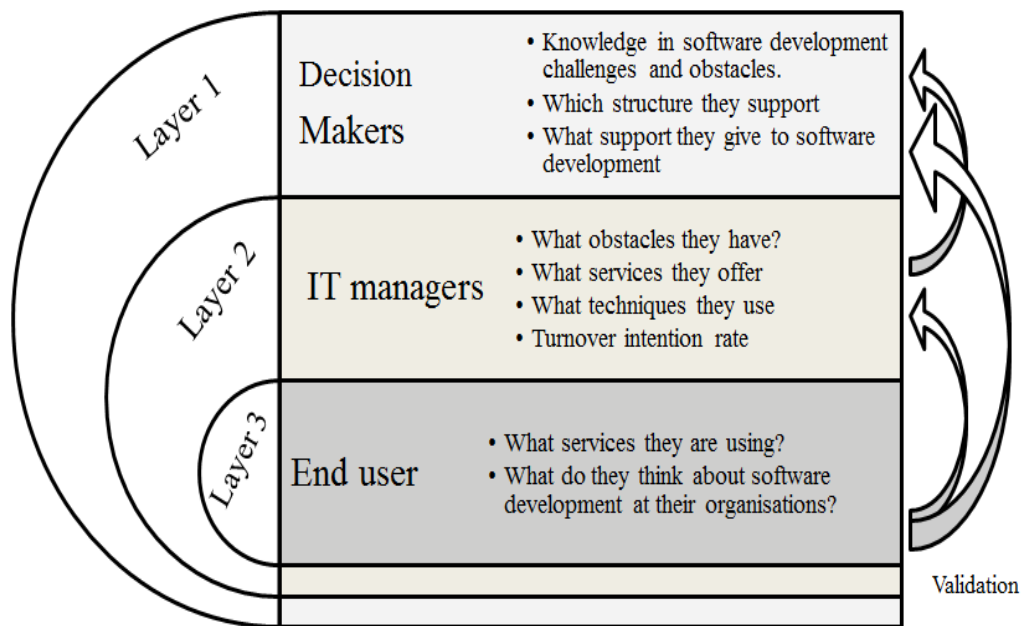 Layer 1
Decision
Makers
• Knowledge in software development
challenges and obstacles.
• Which structure they support
• What support they give to software
development
Layer 2
IT managers
• What obstacles they have?
• What services they offer
• What techniques they use
• Turnover intention rate
Layer 3
End user
• What services they are using?
• What do they think about software
development at their organisations?
Validation